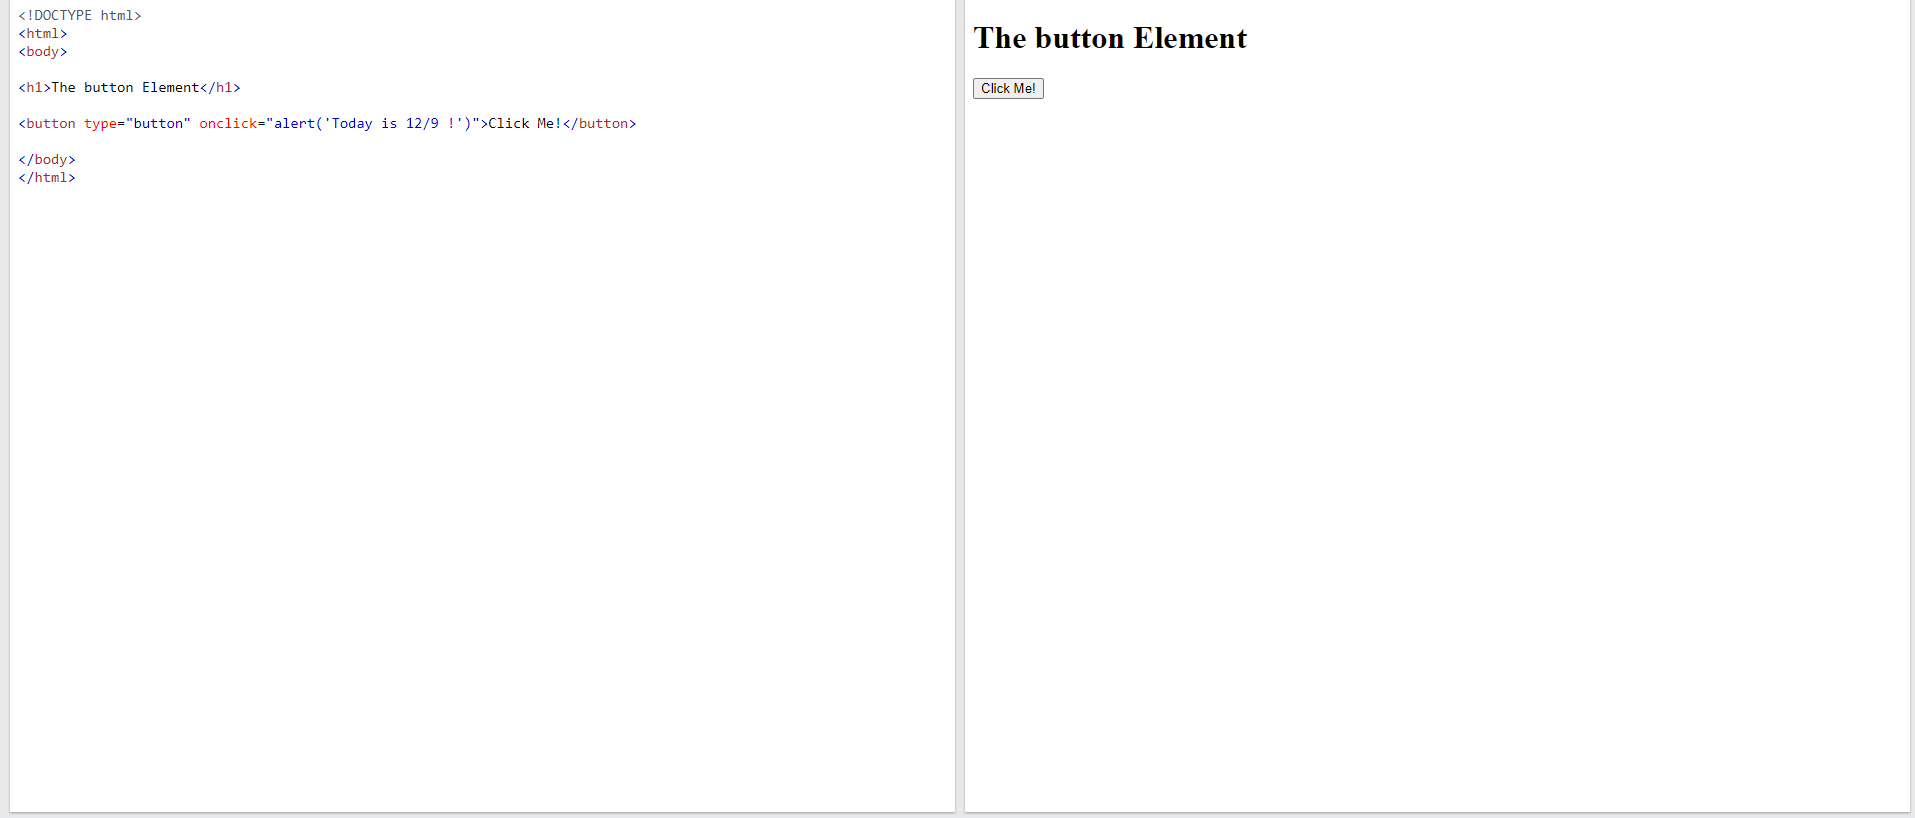 <!DOCTYPE html>
<html>
<body>
<h1>The button Element</h1>
<button type="button" onclick="alert('Today is 12/9 !')">Click Me!</button>
</body>
</html>
The button Element
Click Me!